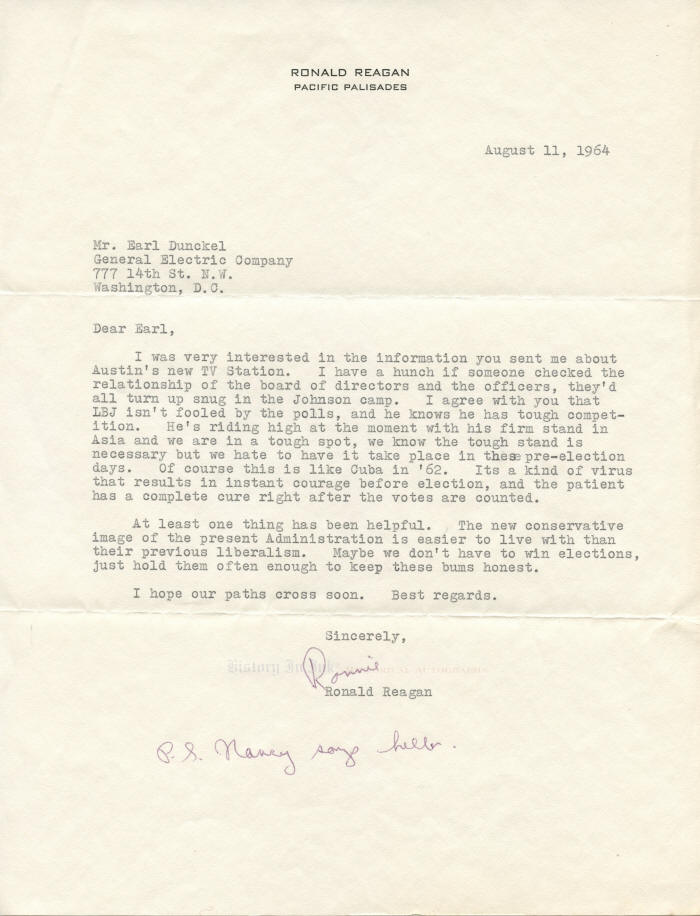 RONALD REAGAN
PACIFIC PALISADES
August 11, 1964
Mr. Earl Dunckel
General Electric Company
777 14th St. N.W.
Washington, D.C.
Dear Earl,
I was very interested in the information you sent me about
Austin's new TV Station. I have a hunch if someone checked the
relationship of the board of directors and the officers, they'd
all turn up snug in the Johnson camp. I agree with you that
LBJ isn't fooled by the polls, and he knows he has tough compet-
ition. He's riding high at the moment with his firm stand in
Asia and we are in a tough spot, we know the tough stand is
necessary but we hate to have it take place in these pre-election
days. Of course this is like Cuba in '62. Its a kind of virus
that results in instant courage before election, and the patient
has a complete cure right after the votes are counted.
At least one thing has been helpful. The new conservative
image of the present Administration is easier to live with than
their previous liberalism. Maybe we don't have to win elections,
just hold them often enough to keep these bums honest.
I hope our paths cross soon. Best regards.
Sincerely,
History In Ink
Ronnie
Ronald Reagan
P.S. Nancy says hello.